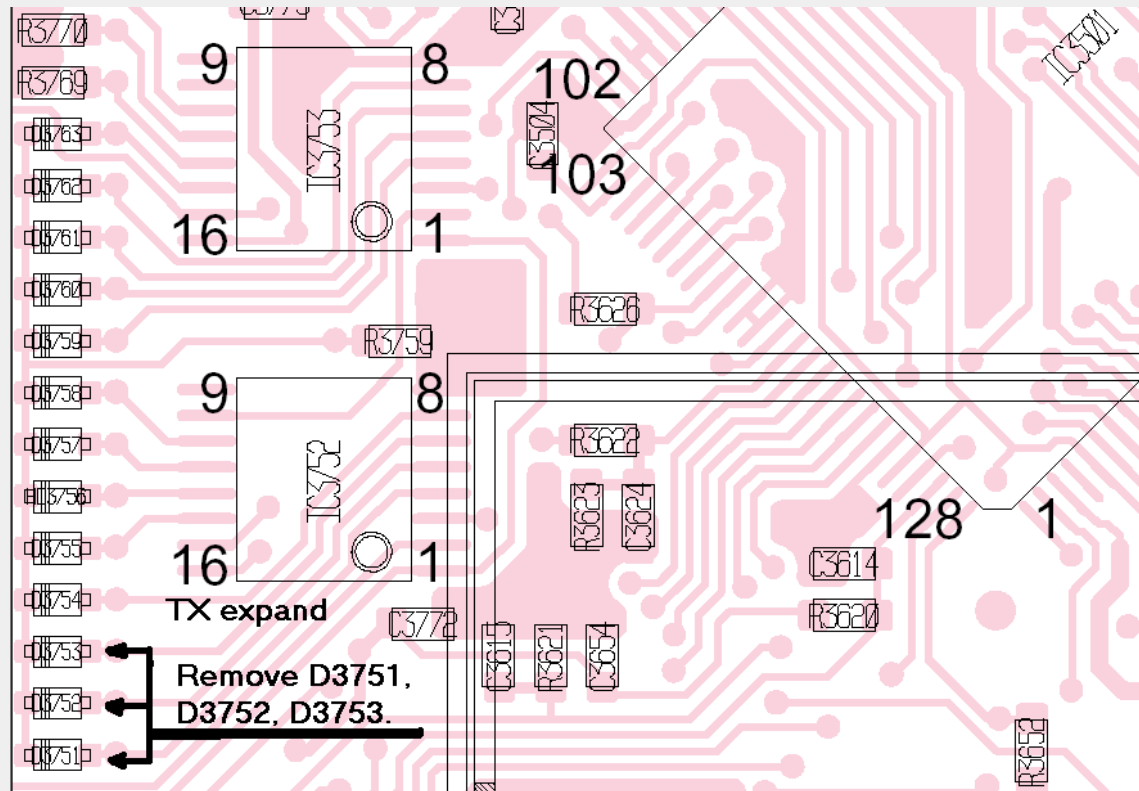 R3770
R3769
D3763
D3762
D3761
D3760
D3759
D3758
D3757
D3756
D3755
D3754
D3753
D3752
D3751
9
8
IC3753
16
1
102
C3504
103
IC3501
R3626
R3759
9
8
IC3752
16
1
R3622
R3623
C3624
128
1
C3614
R3620
TX expand
C3772
C3615
R3621
C3654
Remove D3751,
D3752, D3753.
R3652